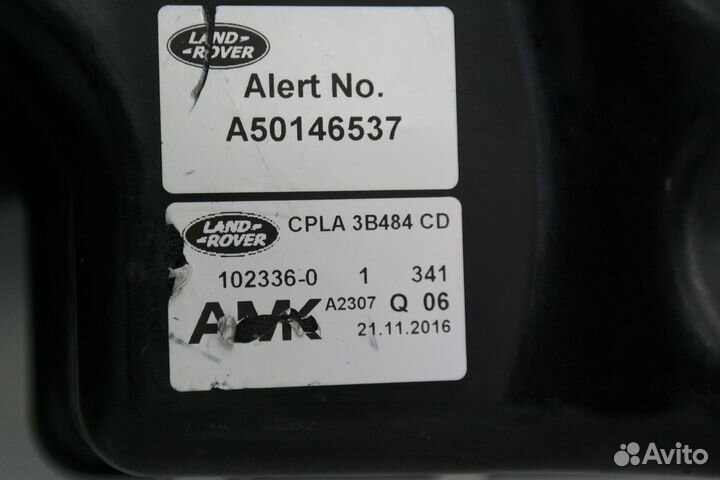 LAND-
-ROVER
Alert No.
A50146537
LAND-
-ROVER
CPLA 3B484 CD
102336-0 1 341
AMK A2307 Q 06
21.11.2016
Avito